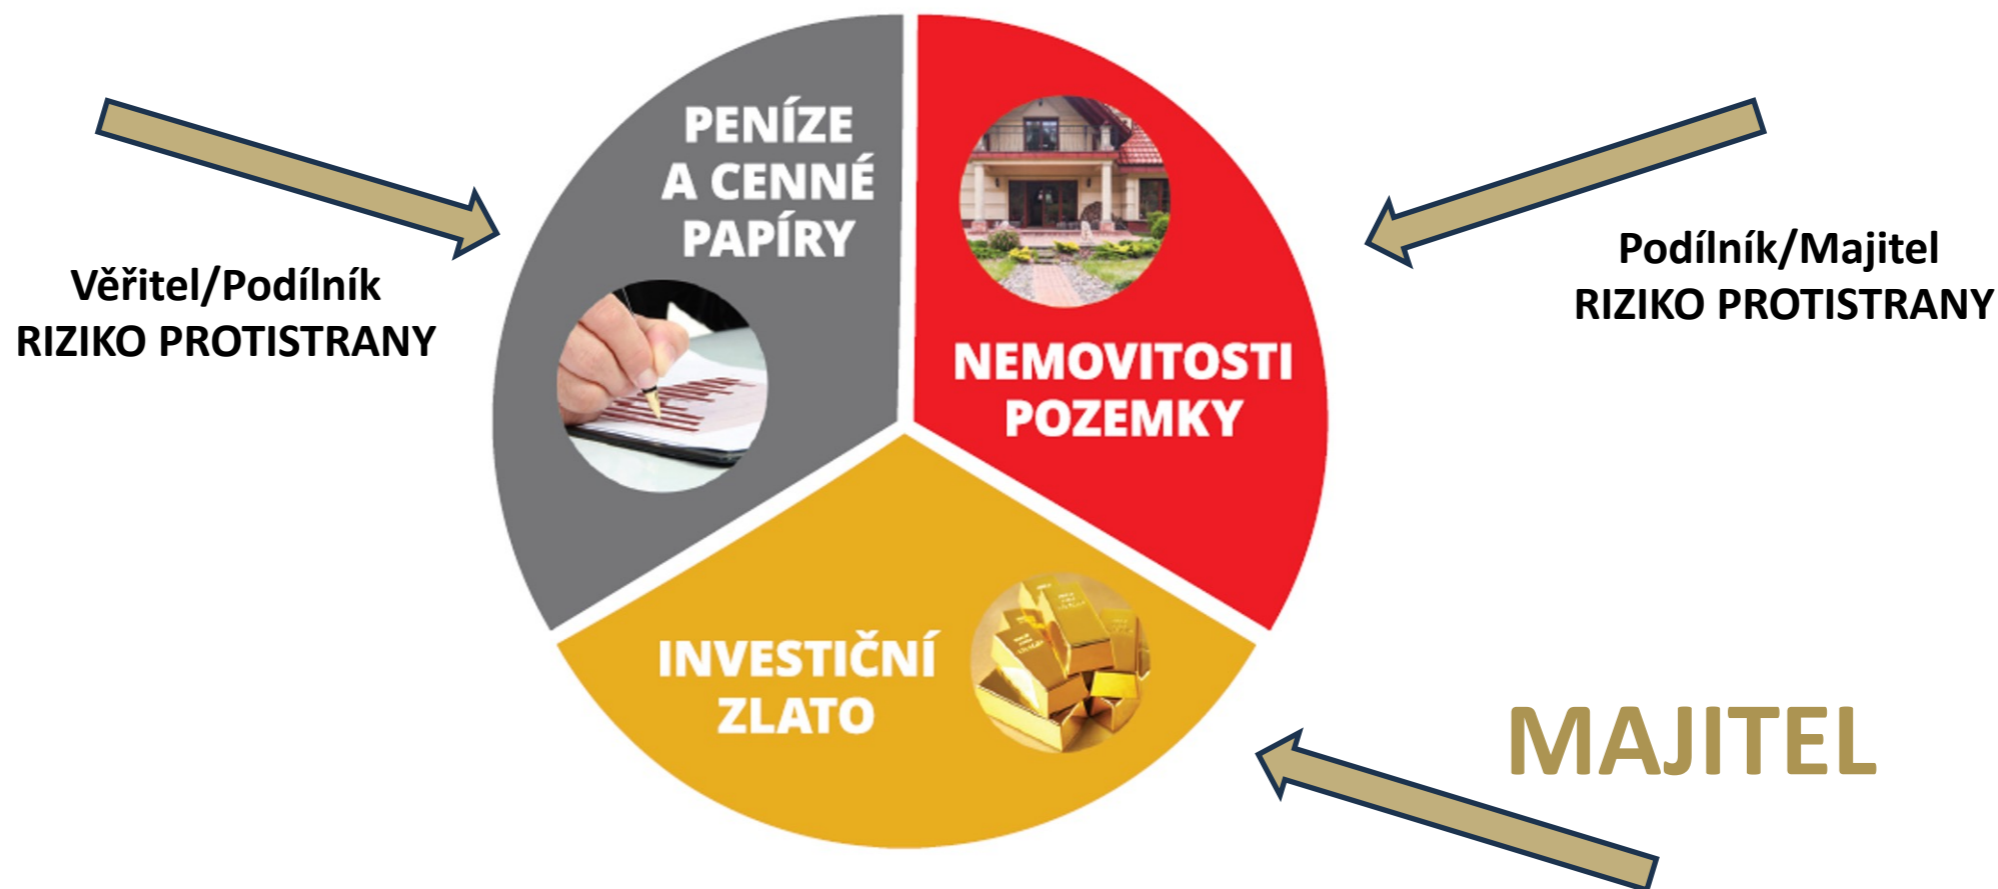 PENÍZE
A CENNÉ
PAPÍRY
Věřitel/Podílník
RIZIKO PROTISTRANY
NEMOVITOSTI
POZEMKY
Podílník/Majitel
RIZIKO PROTISTRANY
INVESTIČNÍ
ZLATO
MAJITEL